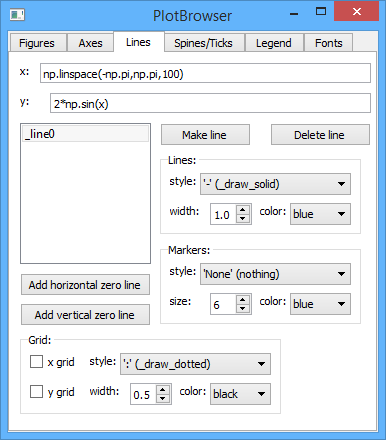 PlotBrowser
Figures Axes Lines Spines/Ticks Legend Fonts
x: np.linspace(-np.pi,np.pi,100)
y: 2*np.sin(x)
_line0
Make line Delete line
Lines:
style: '-' (_draw_solid)
width: 1.0 color: blue
Markers:
style: 'None' (nothing)
size: 6 color: blue
Add horizontal zero line
Add vertical zero line
Grid:
x grid style: ':' (_draw_dotted)
y grid width: 0.5 color: black